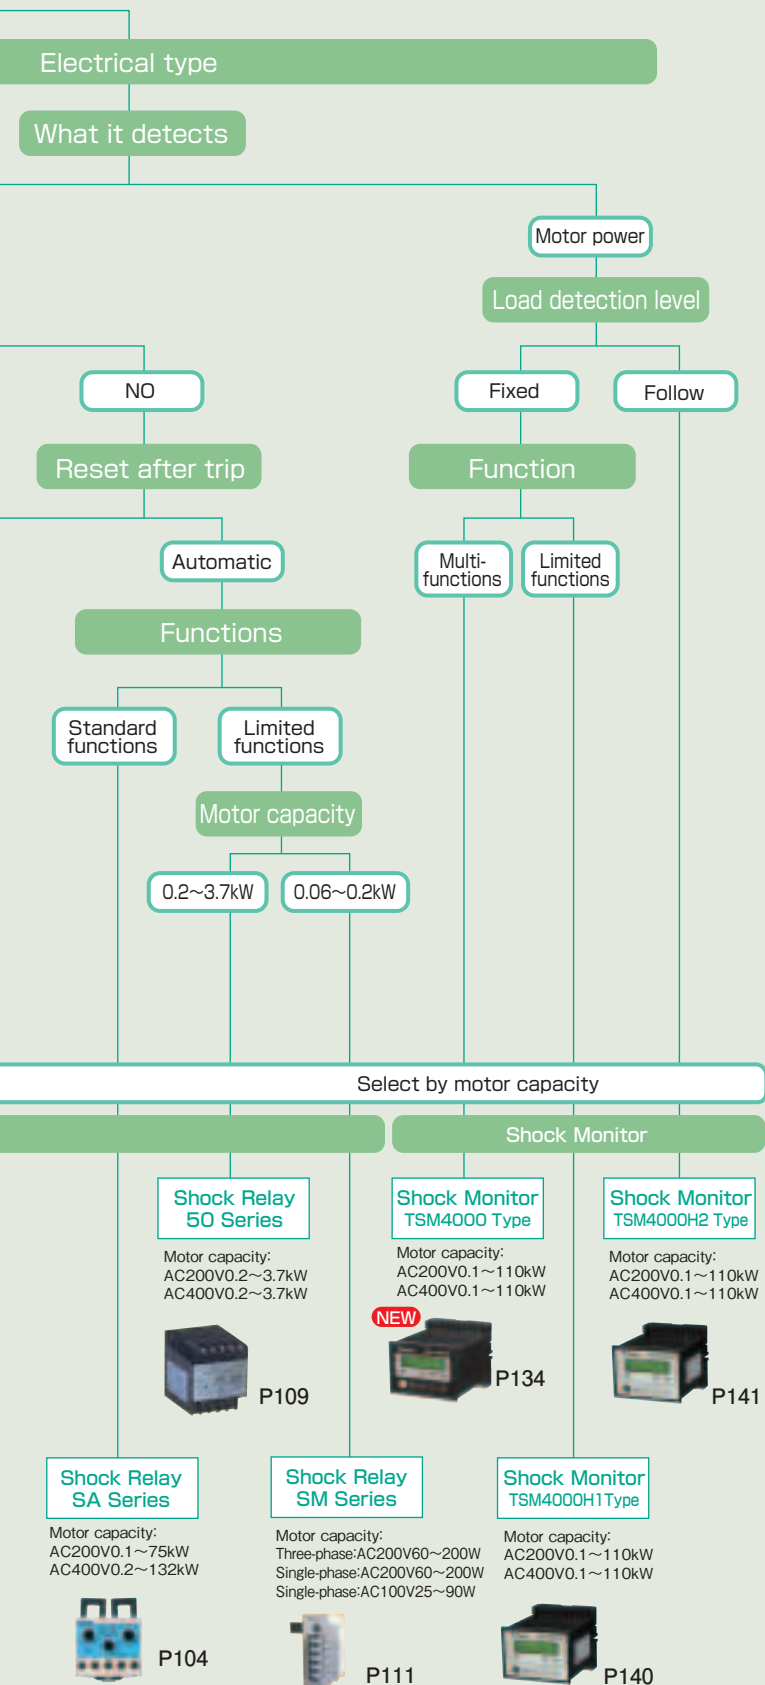 Electrical type
What it detects
Motor power
Load detection level
NO
Fixed
Follow
Reset after trip
Function
Automatic
Multi-
functions
Limited
functions
Functions
Standard
functions
Limited
functions
Motor capacity
0.2～3.7kW
0.06～0.2kW
Select by motor capacity
Shock Monitor
Shock Relay
50 Series
Motor capacity:
AC200V0.2～3.7kW
AC400V0.2～3.7kW
P109
Shock Monitor
TSM4000 Type
Motor capacity:
AC200V0.1～110kW
AC400V0.1～110kW
NEW
P134
Shock Monitor
TSM4000H2 Type
Motor capacity:
AC200V0.1～110kW
AC400V0.1～110kW
P141
Shock Relay
SA Series
Motor capacity:
AC200V0.1～75kW
AC400V0.2～132kW
P104
Shock Relay
SM Series
Motor capacity:
Three-phase:AC200V60～200W
Single-phase:AC200V60～200W
Single-phase:AC100V25～90W
P111
Shock Monitor
TSM4000H1Type
Motor capacity:
AC200V0.1～110kW
AC400V0.1～110kW
P140